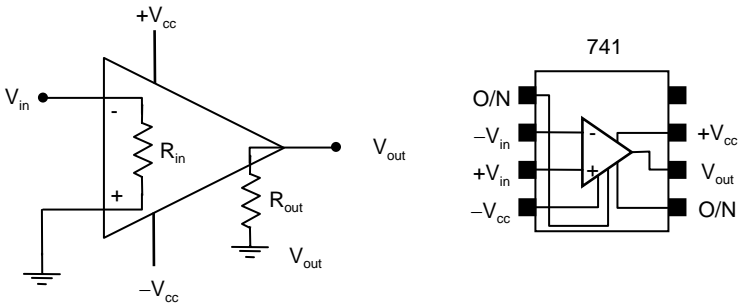 +Vcc
Vin
-
Rin
+
Vout
Rout
Vout
−Vcc
741
O/N
−Vin
-
+Vcc
+Vin
+
Vout
−Vcc
O/N